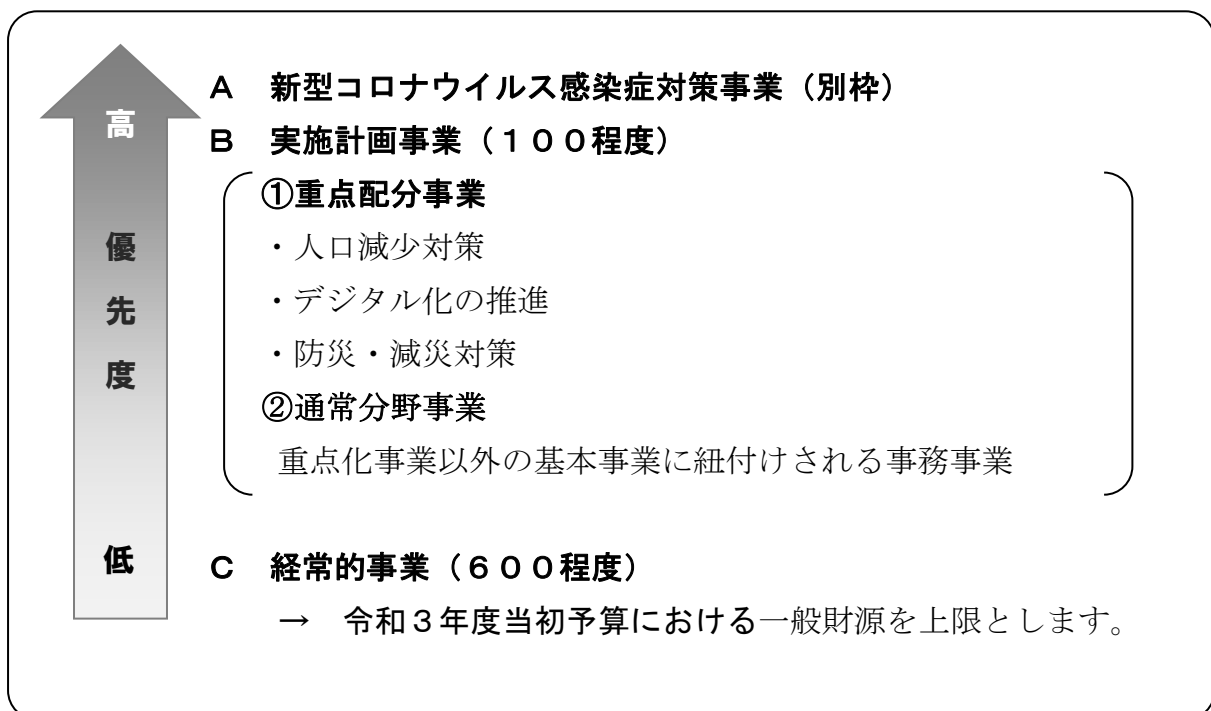 高
優
先
度
低
Ａ 新型コロナウイルス感染症対策事業（別枠）
Ｂ 実施計画事業（１００程度）
①重点配分事業
・人口減少対策
・デジタル化の推進
・防災・減災対策
②通常分野事業
重点化事業以外の基本事業に紐付けされる事務事業
Ｃ 経常的事業（６００程度）
→ 令和３年度当初予算における一般財源を上限とします。